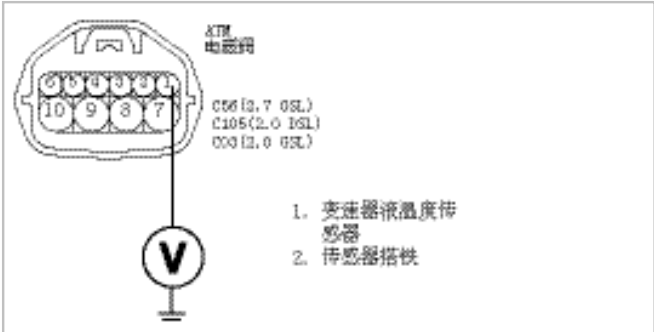 ATM
电磁阀
6 5 4 3 2 1
10 9 8 7
C56(2.7 GSL)
C105(2.0 DSL)
C03(2.0 GSL)
V
1. 变速器液温度传
感器
2. 传感器搭铁